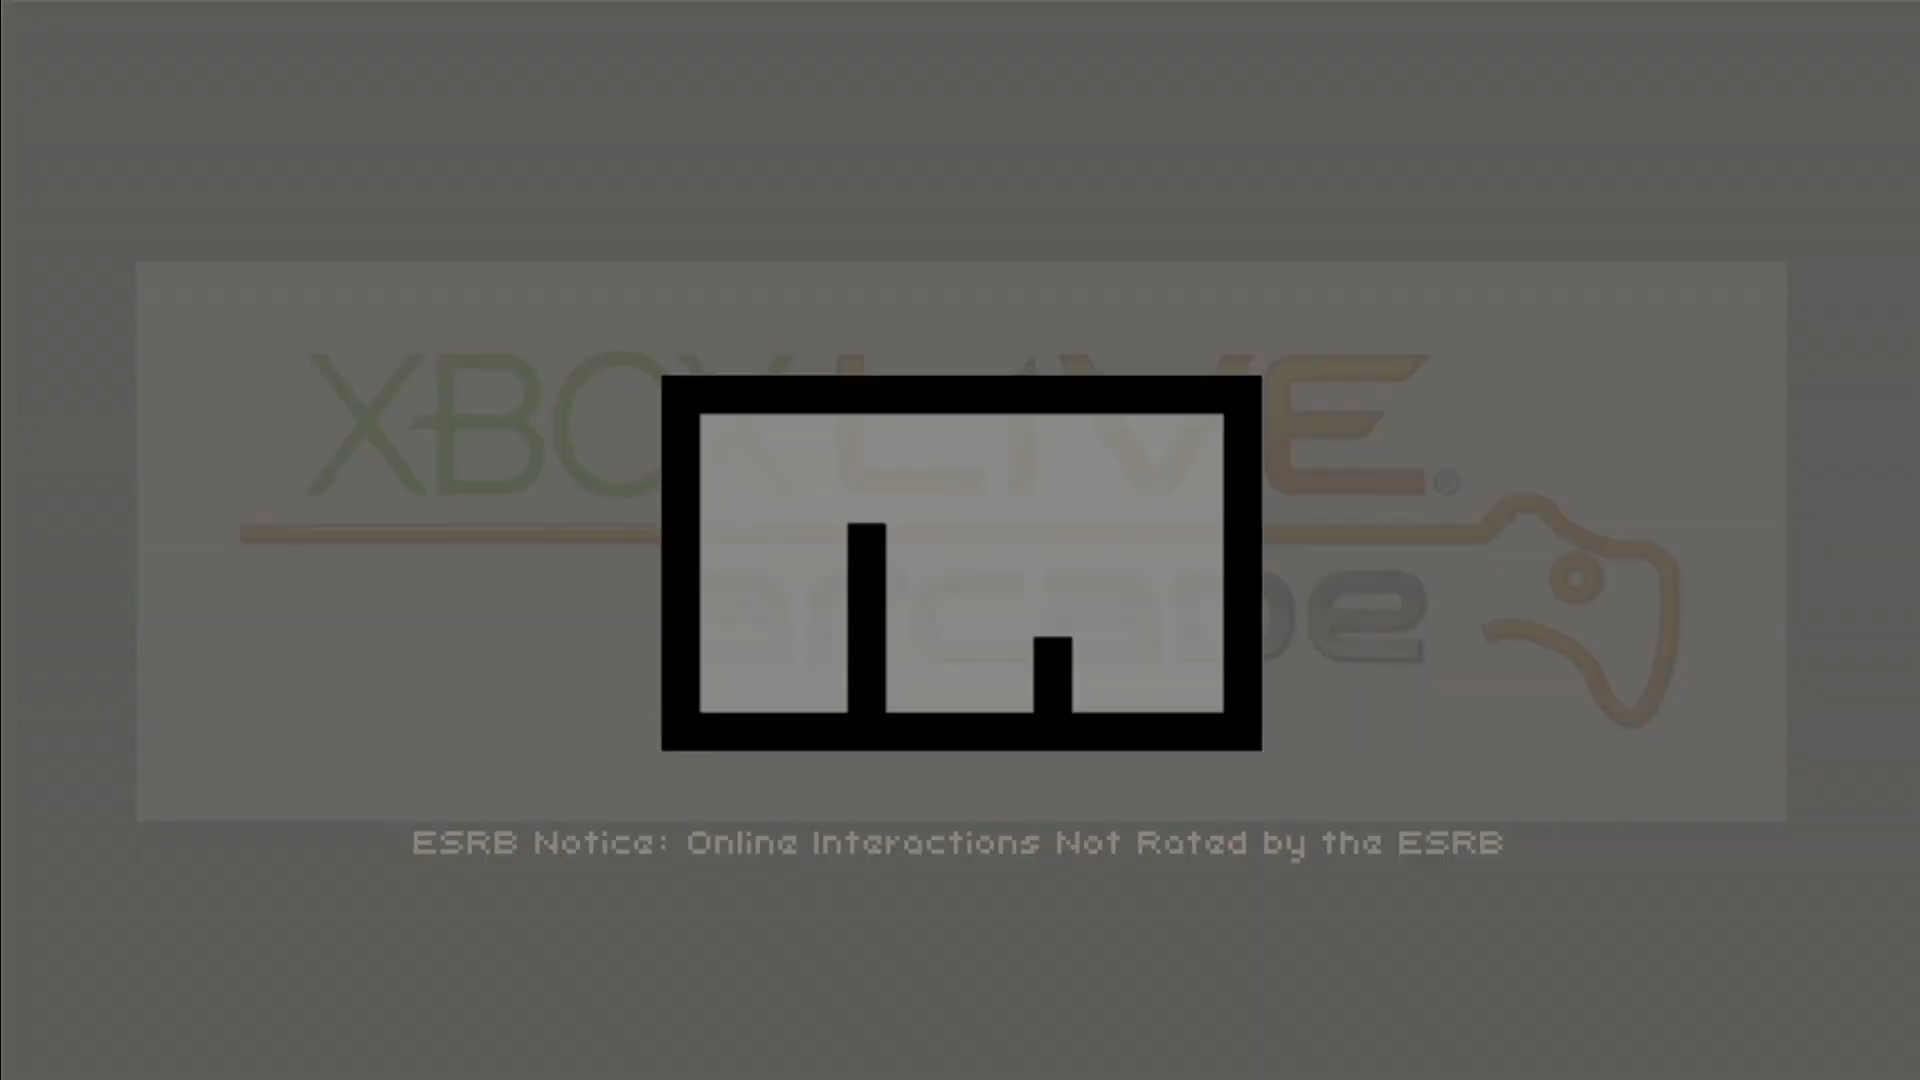 XBOX LIVE®
arcade
ESRB Notice: Online Interactions Not Rated by the ESRB